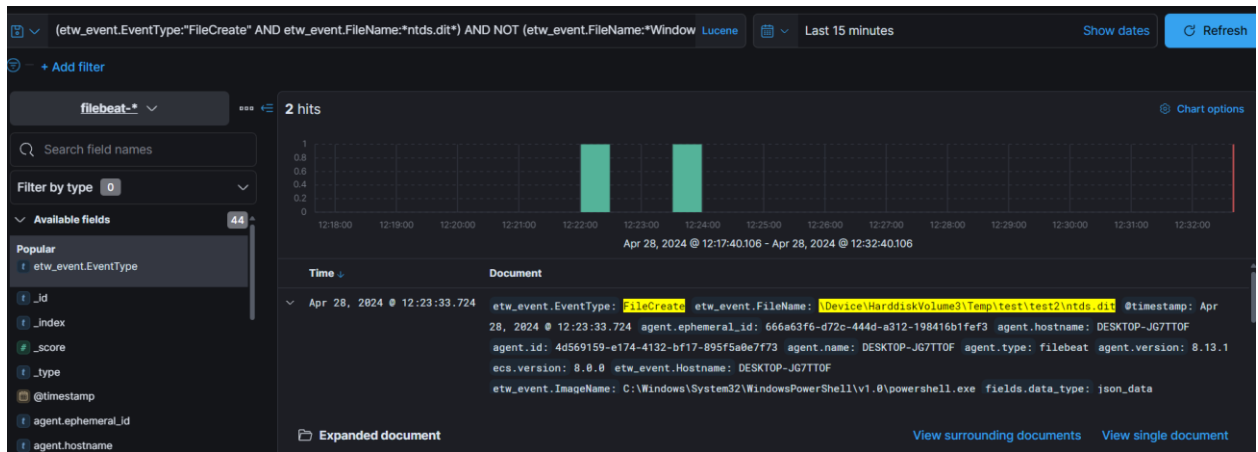 (etw_event.EventType:"FileCreate" AND etw_event.FileName:*ntds.dit*) AND NOT (etw_event.FileName:*Window Lucene Last 15 minutes Show dates Refresh
+ Add filter
filebeat-*
Search field names
Filter by type 0
Available fields 44
Popular
t etw_event.EventType
t _id
t _index
# _score
t _type
@timestamp
t agent.ephemeral_id
t agent.hostname
2 hits
Chart options
1
0.8
0.6
0.4
0.2
0
12:18:00 12:19:00 12:20:00 12:21:00 12:22:00 12:23:00 12:24:00 12:25:00 12:26:00 12:27:00 12:28:00 12:29:00 12:30:00 12:31:00 12:32:00
Apr 28, 2024 @ 12:17:40.106 - Apr 28, 2024 @ 12:32:40.106
Time Document
Apr 28, 2024 @ 12:23:33.724 etw_event.EventType: FileCreate etw_event.FileName: \Device\HarddiskVolume3\Temp\test\test2\ntds.dit @timestamp: Apr
28, 2024 @ 12:23:33.724 agent.ephemeral_id: 666a63f6-d72c-444d-a312-198416b1fef3 agent.hostname: DESKTOP-JG7TTOF
agent.id: 4d569159-e174-4132-bf17-895f5a0e7f73 agent.name: DESKTOP-JG7TTOF agent.type: filebeat agent.version: 8.13.1
ecs.version: 8.0.0 etw_event.Hostname: DESKTOP-JG7TTOF
etw_event.ImageName: C:\Windows\System32\WindowsPowerShell\v1.0\powershell.exe fields.data_type: json_data
Expanded document
View surrounding documents View single document